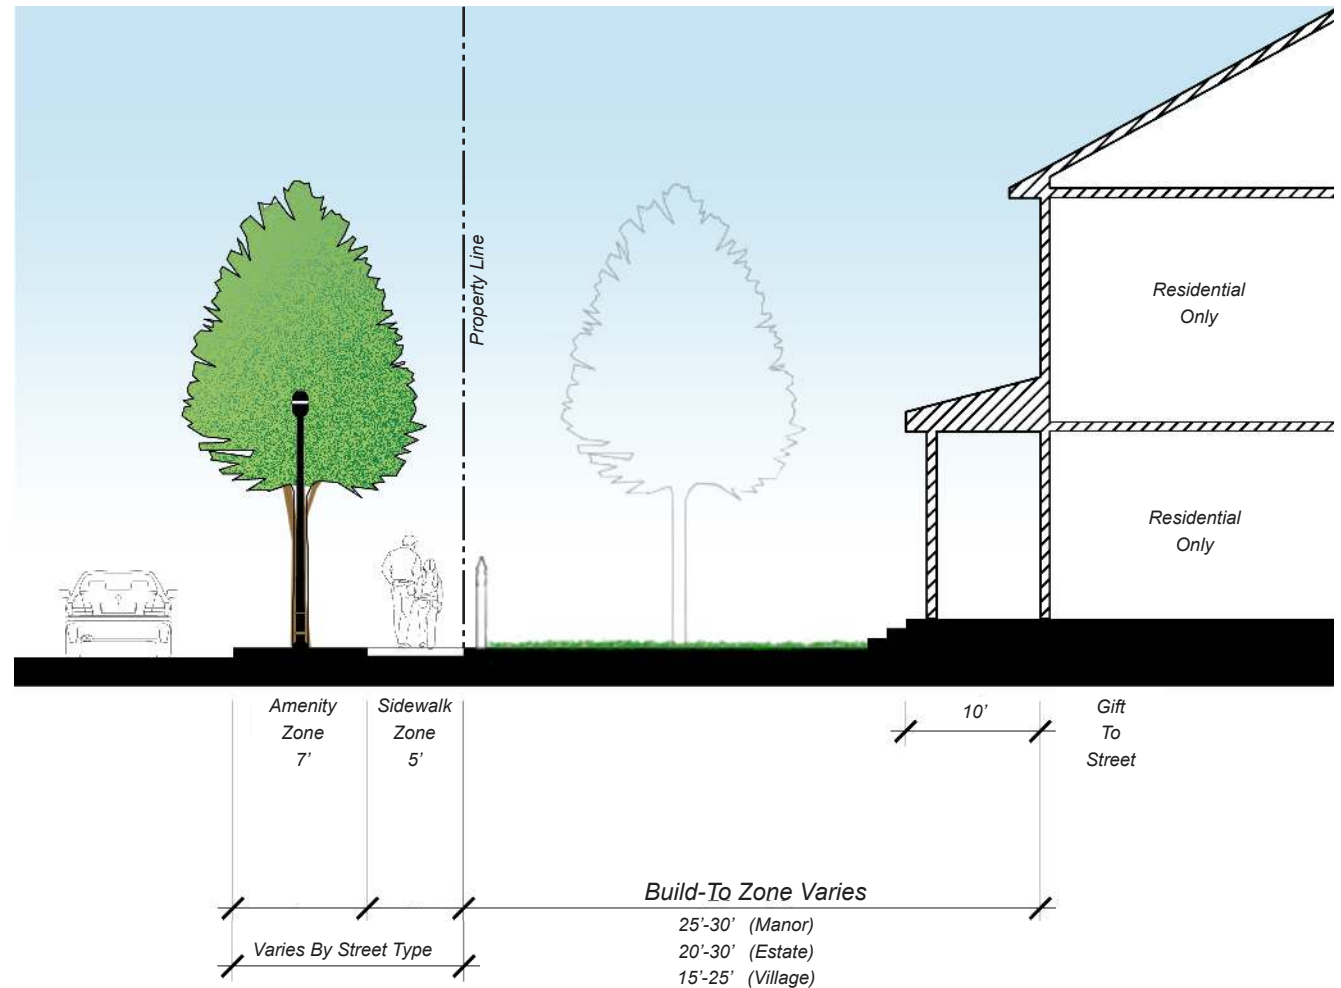 Property Line
Residential
Only
Residential
Only
Amenity
Zone
7’
Sidewalk
Zone
5’
10’
Gift
To
Street
Build-To Zone Varies
25’-30’ (Manor)
20’-30’ (Estate)
15’-25’ (Village)
Varies By Street Type